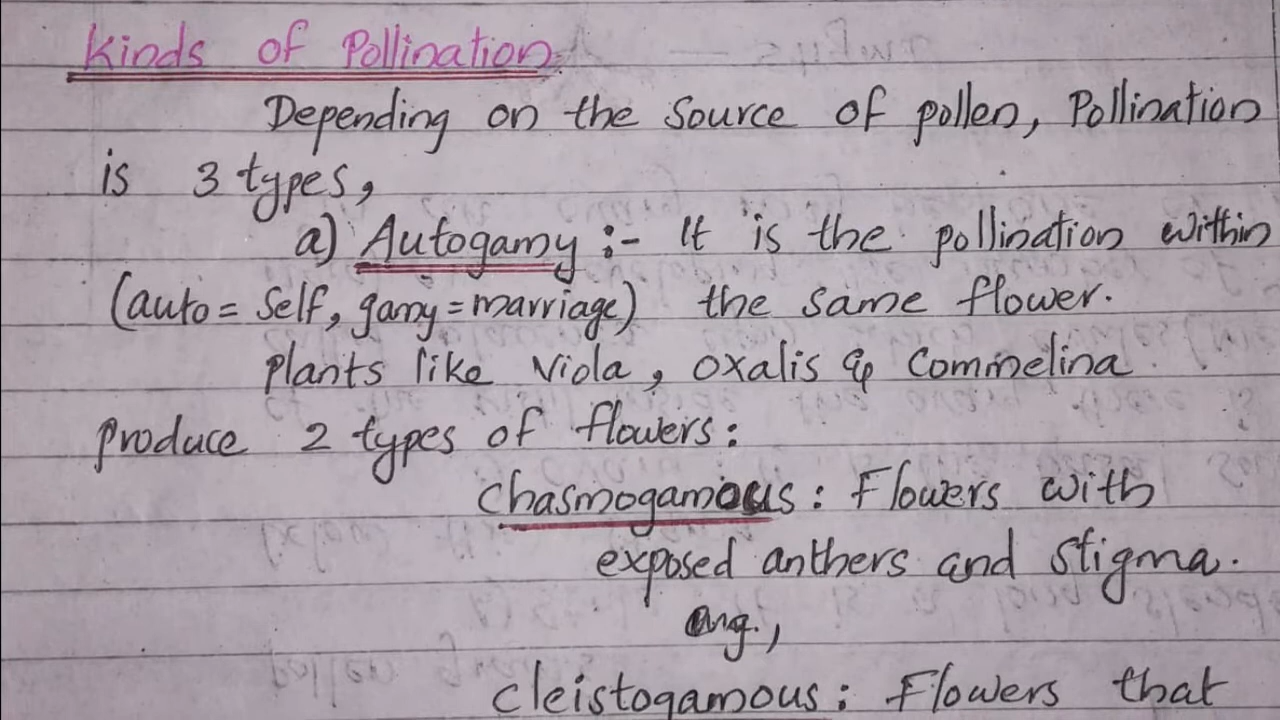 Kinds of Pollination
Depending on the source of pollen, Pollination
is 3 types,
a) Autogamy :- It is the pollination within
(auto = Self, gamy = marriage) the same flower.
plants like Viola, oxalis & Commelina
produce 2 types of flowers:
Chasmogamous: Flowers with
exposed anthers and stigma.
Cleistogamous: Flowers that